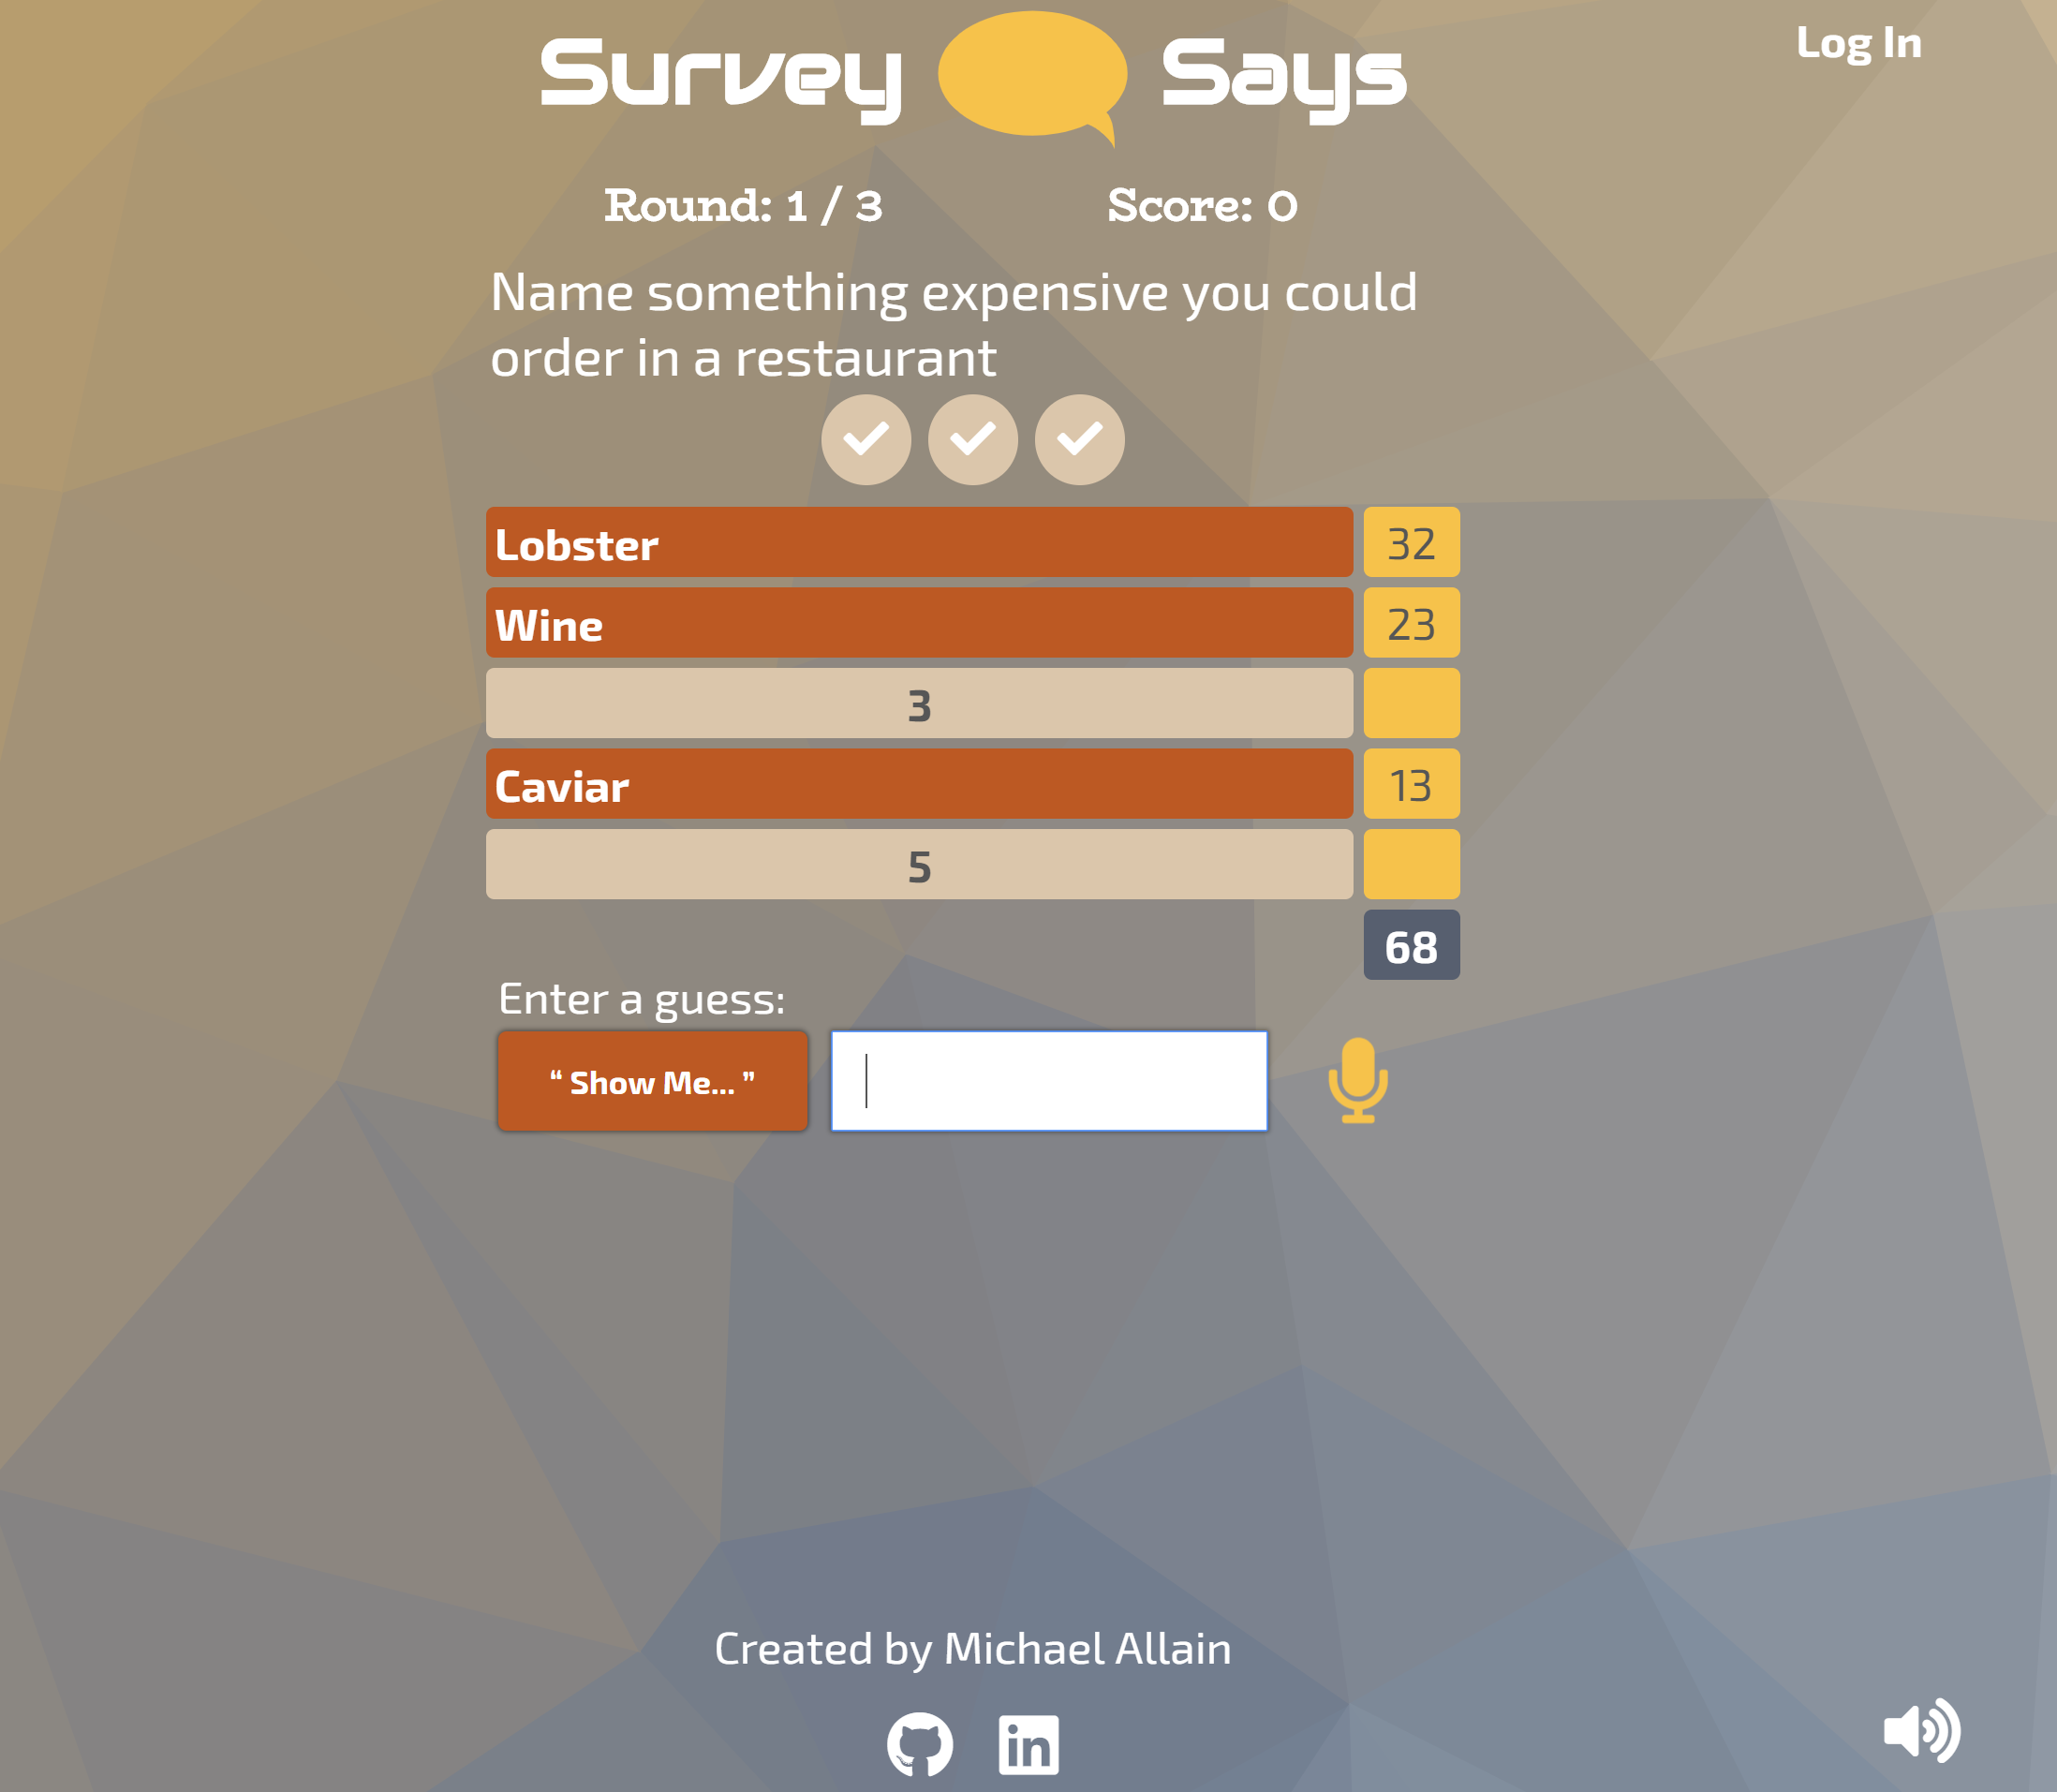 Survey Says
Log In
Round: 1 / 3 Score: 0
Name something expensive you could
order in a restaurant
Lobster 32
Wine 23
3
Caviar 13
5
68
Enter a guess:
“ Show Me... ”
Created by Michael Allain
in